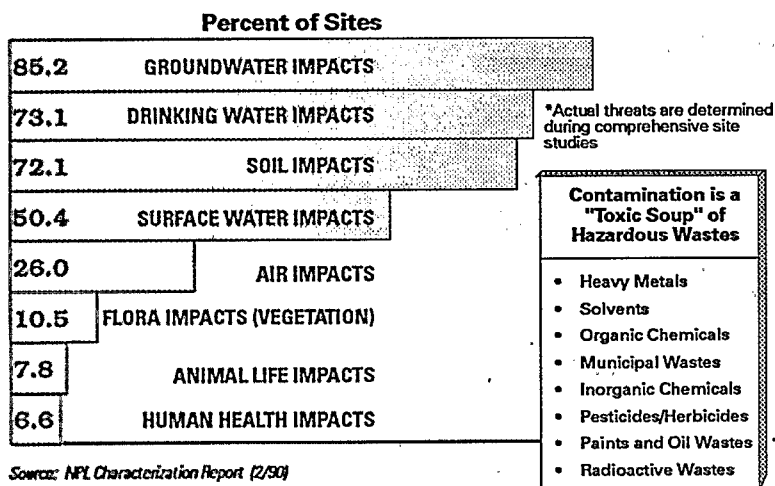 Percent of Sites
85.2 GROUNDWATER IMPACTS
73.1 DRINKING WATER IMPACTS
72.1 SOIL IMPACTS
50.4 SURFACE WATER IMPACTS
26.0 AIR IMPACTS
10.5 FLORA IMPACTS (VEGETATION)
7.8 ANIMAL LIFE IMPACTS
6.6 HUMAN HEALTH IMPACTS
*Actual threats are determined
during comprehensive site
studies
Contamination is a
"Toxic Soup" of
Hazardous Wastes
• Heavy Metals
• Solvents
• Organic Chemicals
• Municipal Wastes
• Inorganic Chemicals
• Pesticides/Herbicides
• Paints and Oil Wastes
• Radioactive Wastes
Source: NPL Characterization Report (2/90)